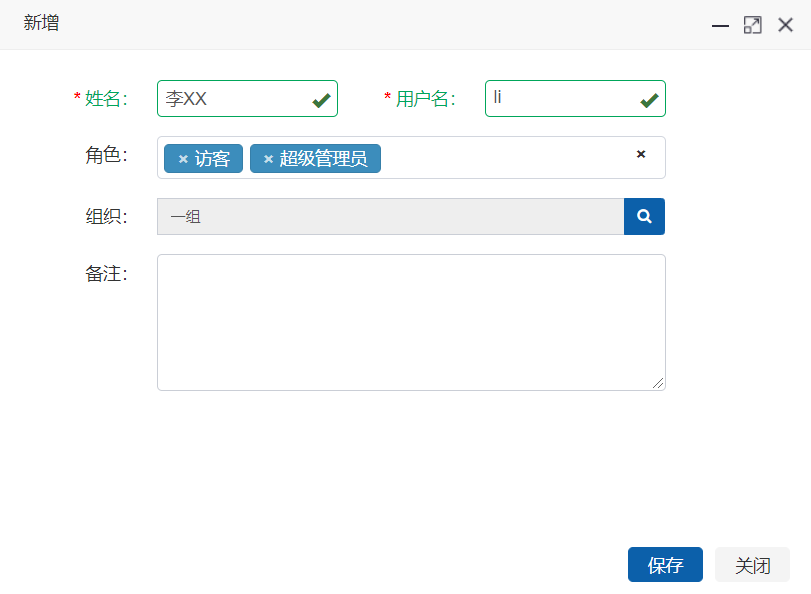 新增
* 姓名： 李XX * 用户名： li
角色： × 访客 × 超级管理员 ×
组织： 一组
备注：
保存 关闭